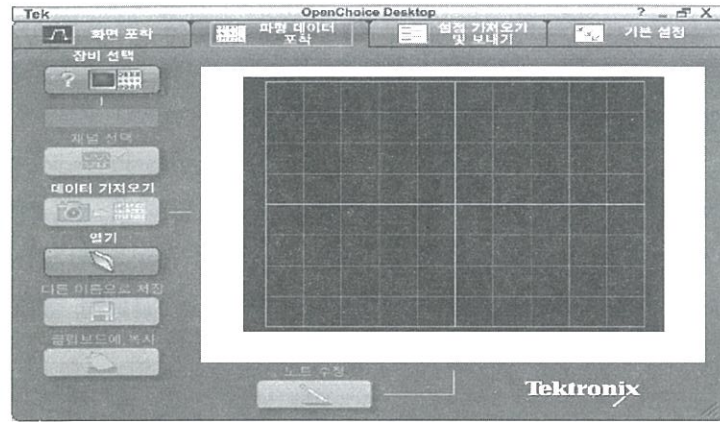 Tek OpenChoice Desktop ? _ X
화면 포착
파형 데이터
포착
설정 가져오기
및 보내기
기본 설정
장비 선택
?
채널 선택
데이터 가져오기
열기
다른 이름으로 저장
클립보드에 복사
노트 수정
Tektronix